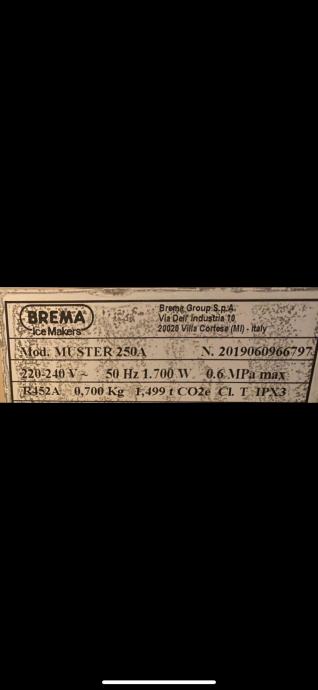 BREMA
Ice Makers
Brema Group S.p.A.
Via Dell' Industria 10
20020 Villa Cortese (MI) - Italy
Mod. MUSTER 250A N. 2019060966797
220-240 V ~ 50 Hz 1.700 W 0.6 MPa max
R452A 0,700 Kg 1,499 t CO2e Cl. T IPX3